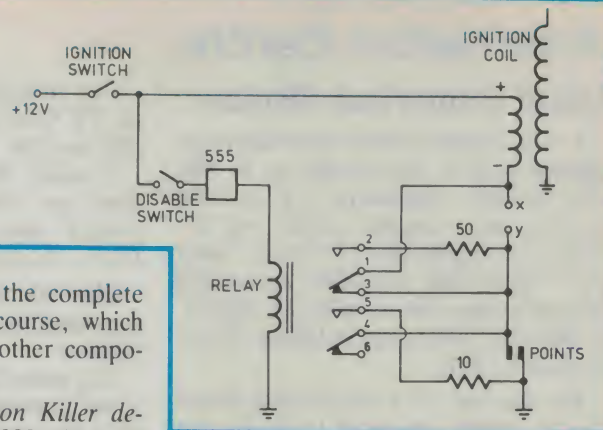 IGNITION
SWITCH
+12V
IGNITION
COIL
+
−
555
DISABLE
SWITCH
x
y
2
50
1
RELAY
3
5
4
POINTS
6
10
the complete
course, which
other compo-
on Killer de-